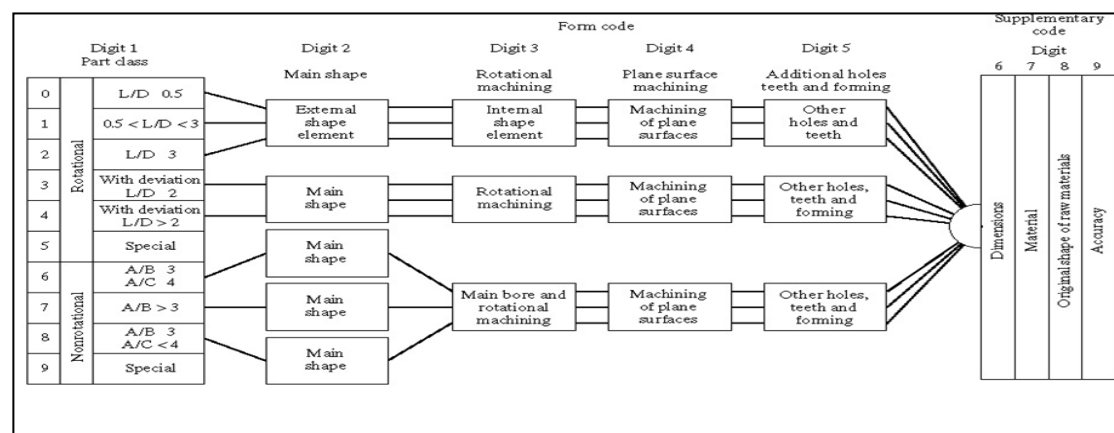 Form code
Supplementary
code
Digit 1
Part class
Digit 2
Digit 3
Digit 4
Digit 5
Digit
Main shape
Rotational
machining
Plane surface
machining
Additional holes
teeth and forming
6 7 8 9
0
L/D 0.5
1
0.5 < L/D < 3
2
L/D 3
3
With deviation
L/D 2
4
With deviation
L/D > 2
5
Special
6
A/B 3
A/C 4
7
A/B > 3
8
A/B 3
A/C < 4
9
Special
Rotational
Nonrotational
External
shape
element
Internal
shape
element
Machining
of plane
surfaces
Other
holes and
teeth
Main
shape
Rotational
machining
Machining
of plane
surfaces
Other holes,
teeth and
forming
Main
shape
Main
shape
Main
shape
Main bore and
rotational
machining
Machining
of plane
surfaces
Other holes,
teeth and
forming
Dimensions
Material
Original shape of raw materials
Accuracy